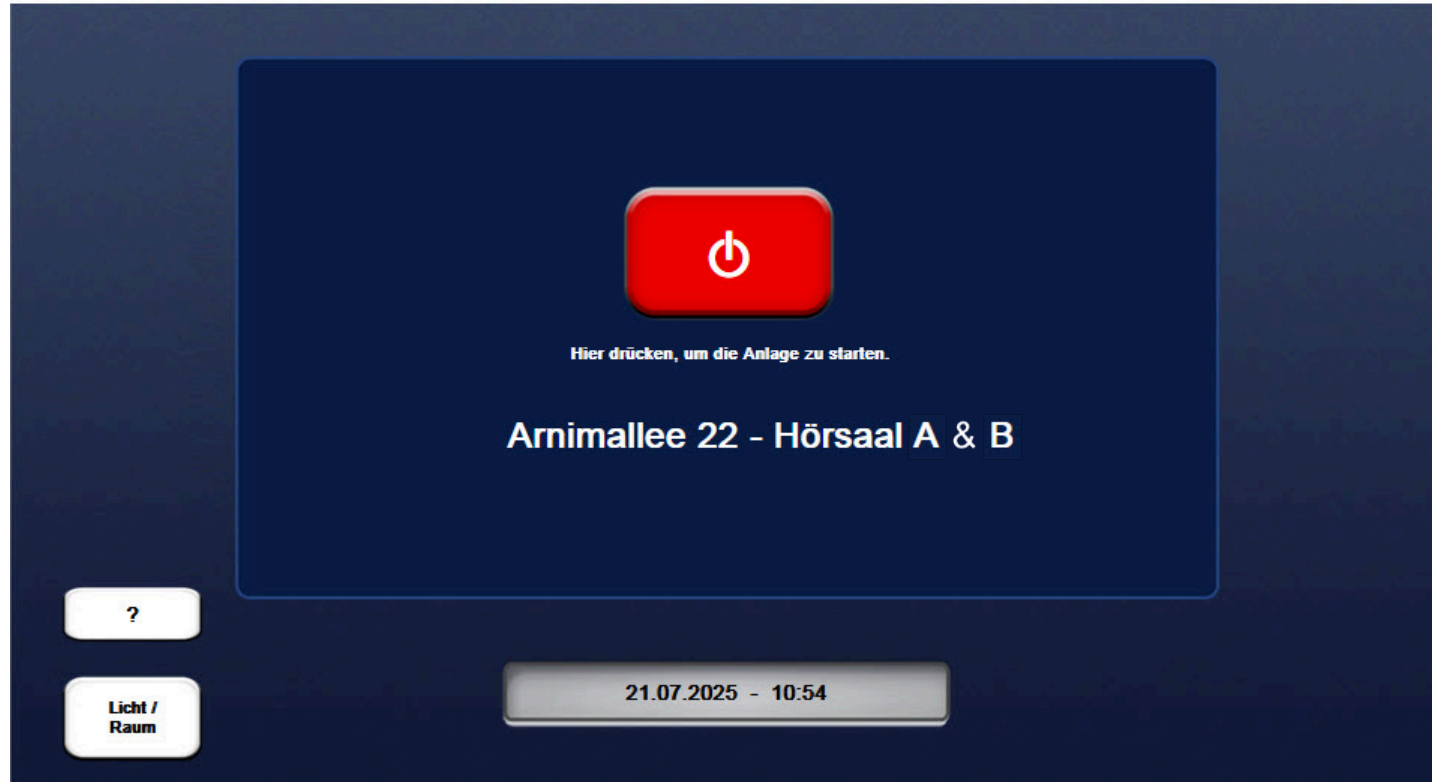 Hier drücken, um die Anlage zu starten.
Arnimallee 22 - Hörsaal A & B
?
21.07.2025 - 10:54
Licht /
Raum